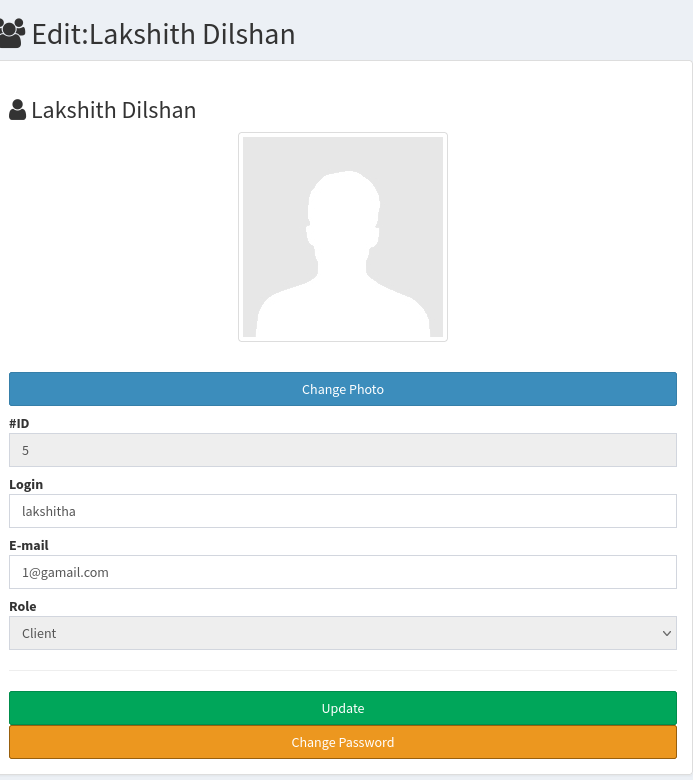 Edit:Lakshith Dilshan
Lakshith Dilshan
Change Photo
#ID
5
Login
lakshitha
E-mail
1@gamail.com
Role
Client
Update
Change Password